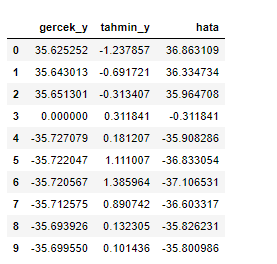 gercek_y tahmin_y hata
0 35.625252 -1.237857 36.863109
1 35.643013 -0.691721 36.334734
2 35.651301 -0.313407 35.964708
3 0.000000 0.311841 -0.311841
4 -35.727079 0.181207 -35.908286
5 -35.722047 1.111007 -36.833054
6 -35.720567 1.385964 -37.106531
7 -35.712575 0.890742 -36.603317
8 -35.693926 0.132305 -35.826231
9 -35.699550 0.101436 -35.800986